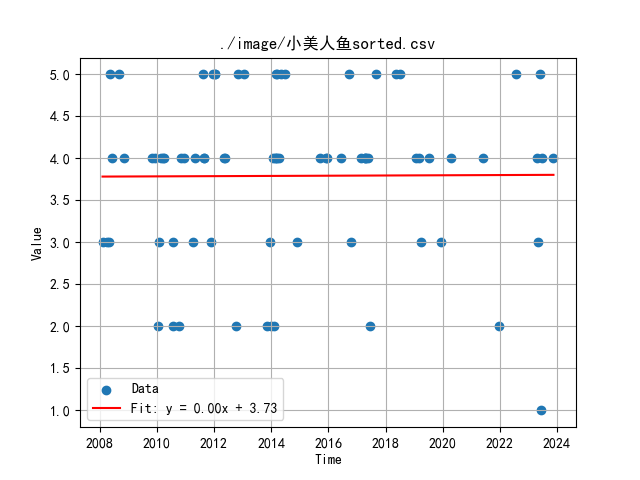 ./image/小美人鱼sorted.csv
Value
5.0
4.5
4.0
3.5
3.0
2.5
2.0
1.5
1.0
Data
Fit: y = 0.00x + 3.73
2008 2010 2012 2014 2016 2018 2020 2022 2024
Time